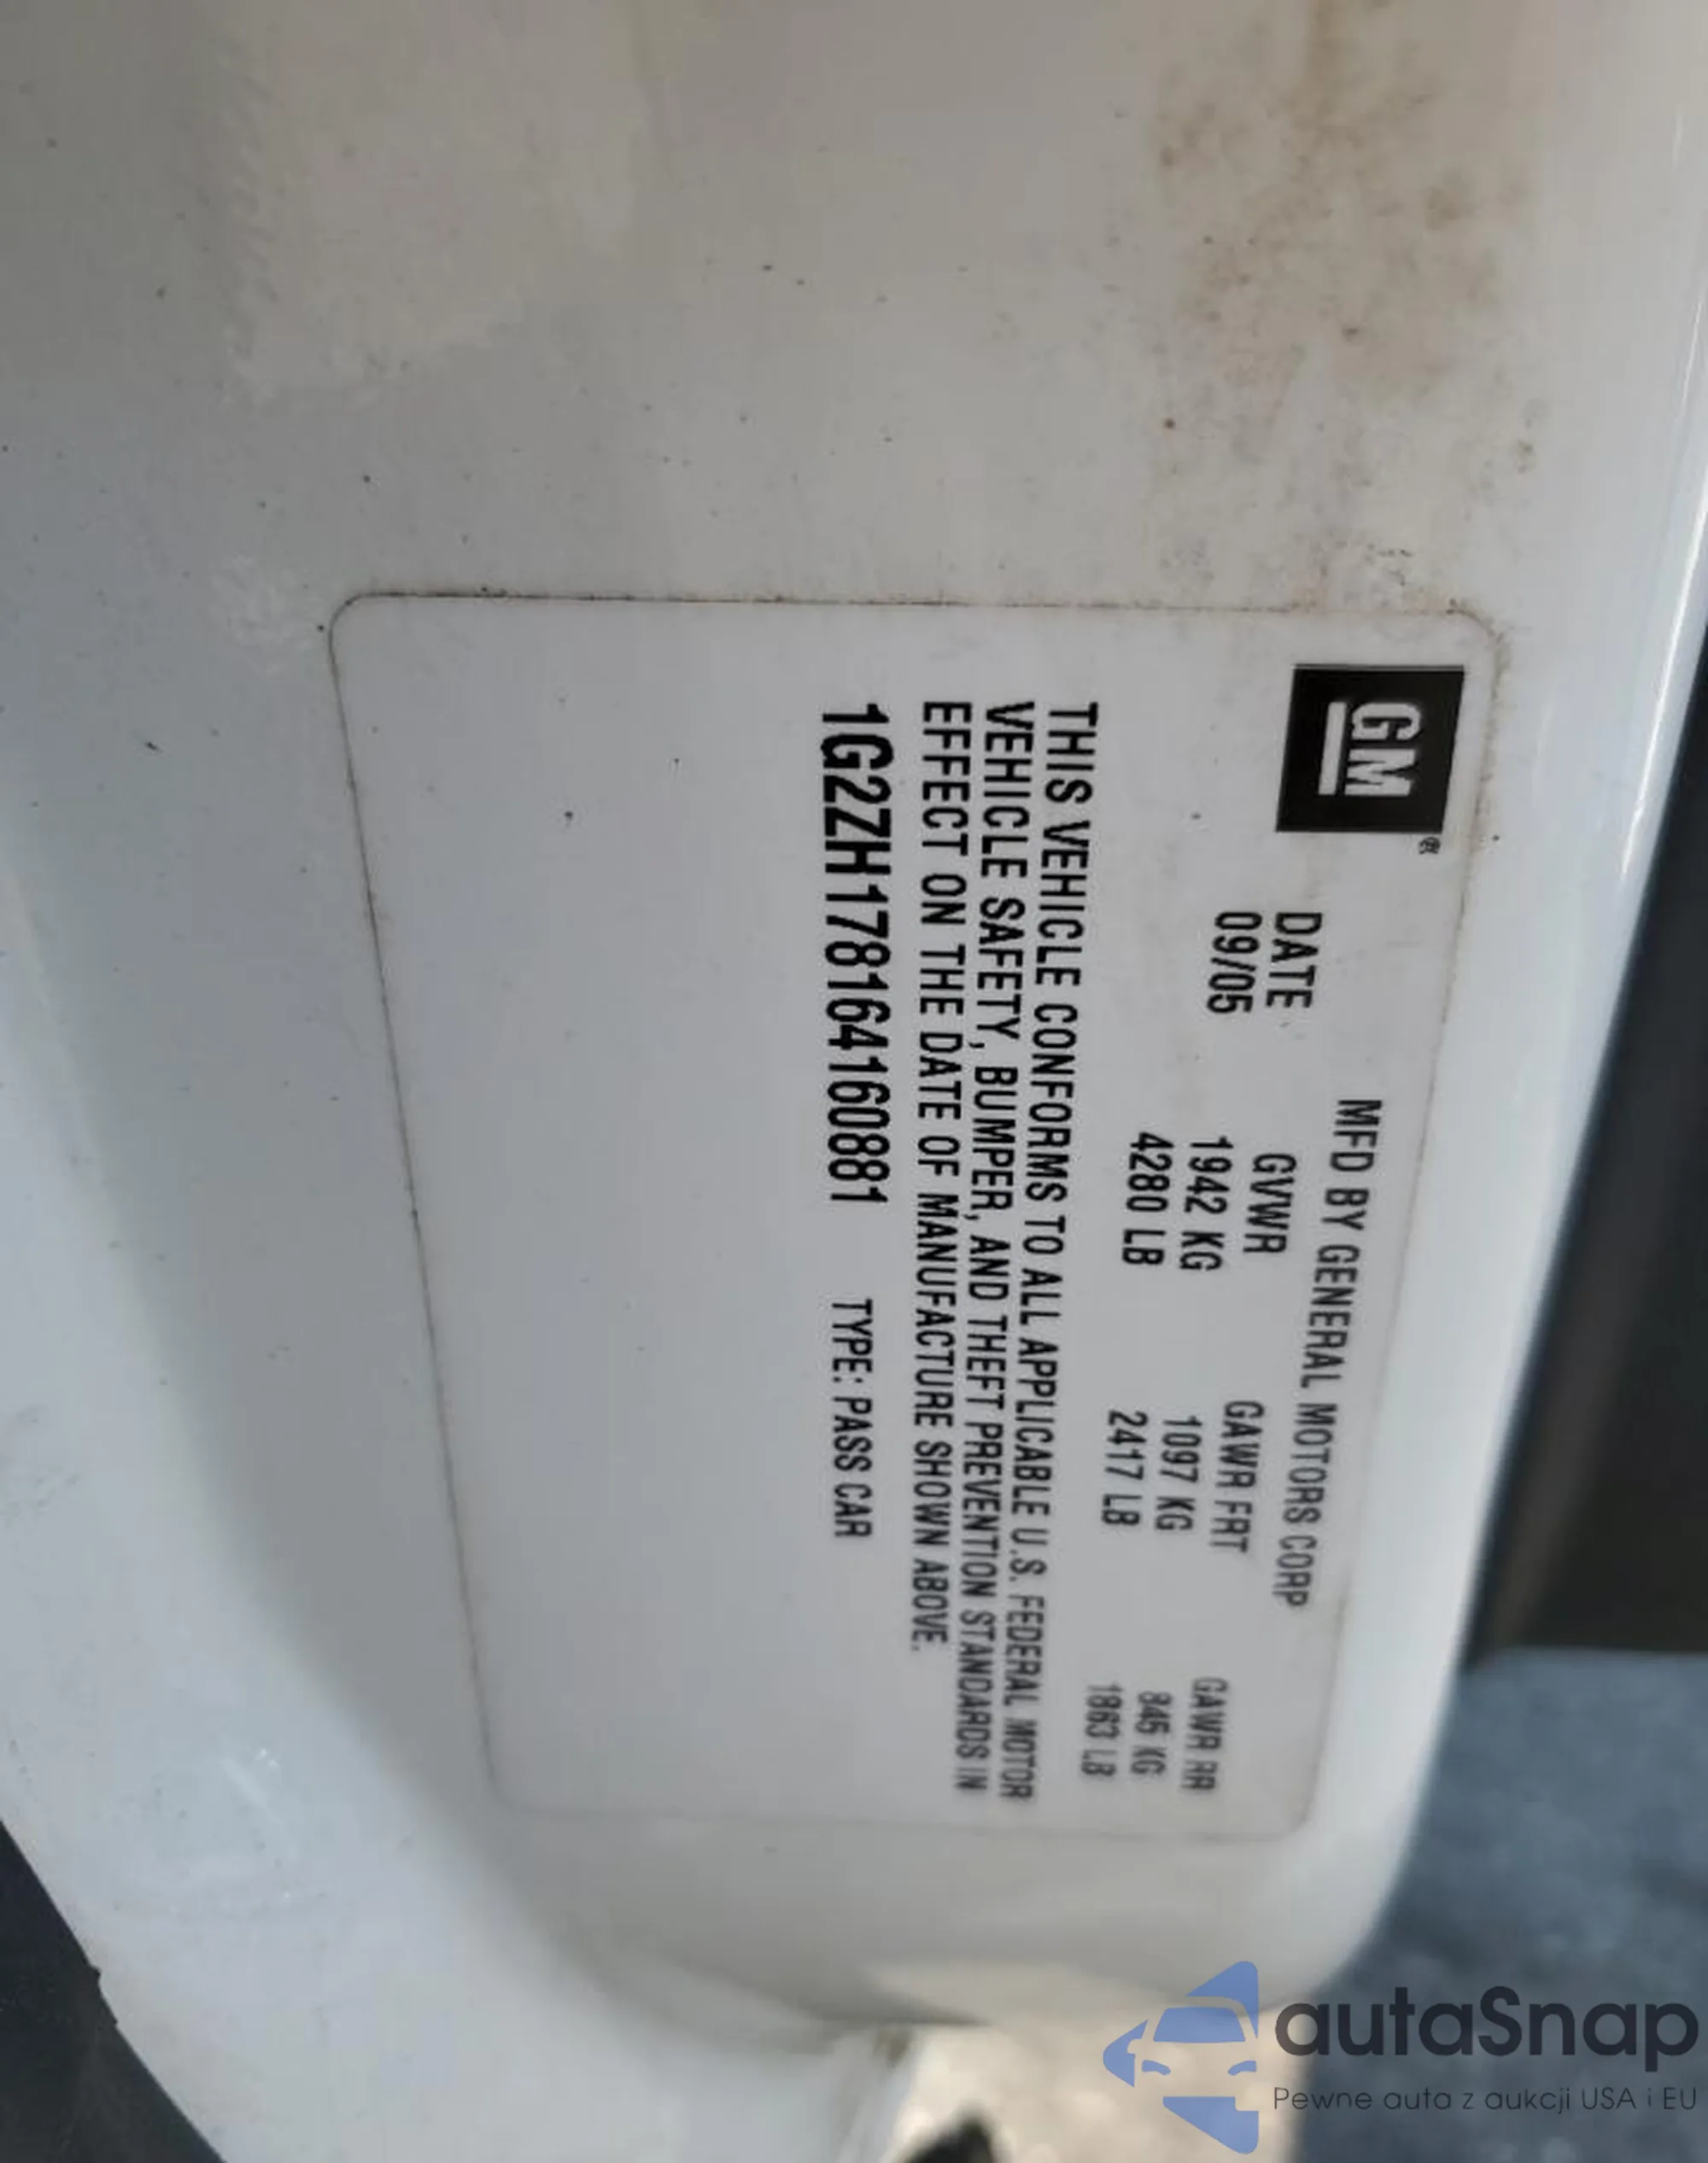 GM®
MFD BY GENERAL MOTORS CORP
DATE GVWR GAWR FRT GAWR RR
09/05 1942 KG 1097 KG 845 KG
4280 LB 2417 LB 1863 LB
THIS VEHICLE CONFORMS TO ALL APPLICABLE U.S. FEDERAL MOTOR
VEHICLE SAFETY, BUMPER, AND THEFT PREVENTION STANDARDS IN
EFFECT ON THE DATE OF MANUFACTURE SHOWN ABOVE.
1G2ZH178164160881 TYPE: PASS CAR
autaSnap
Pewne auta z aukcji USA i EU